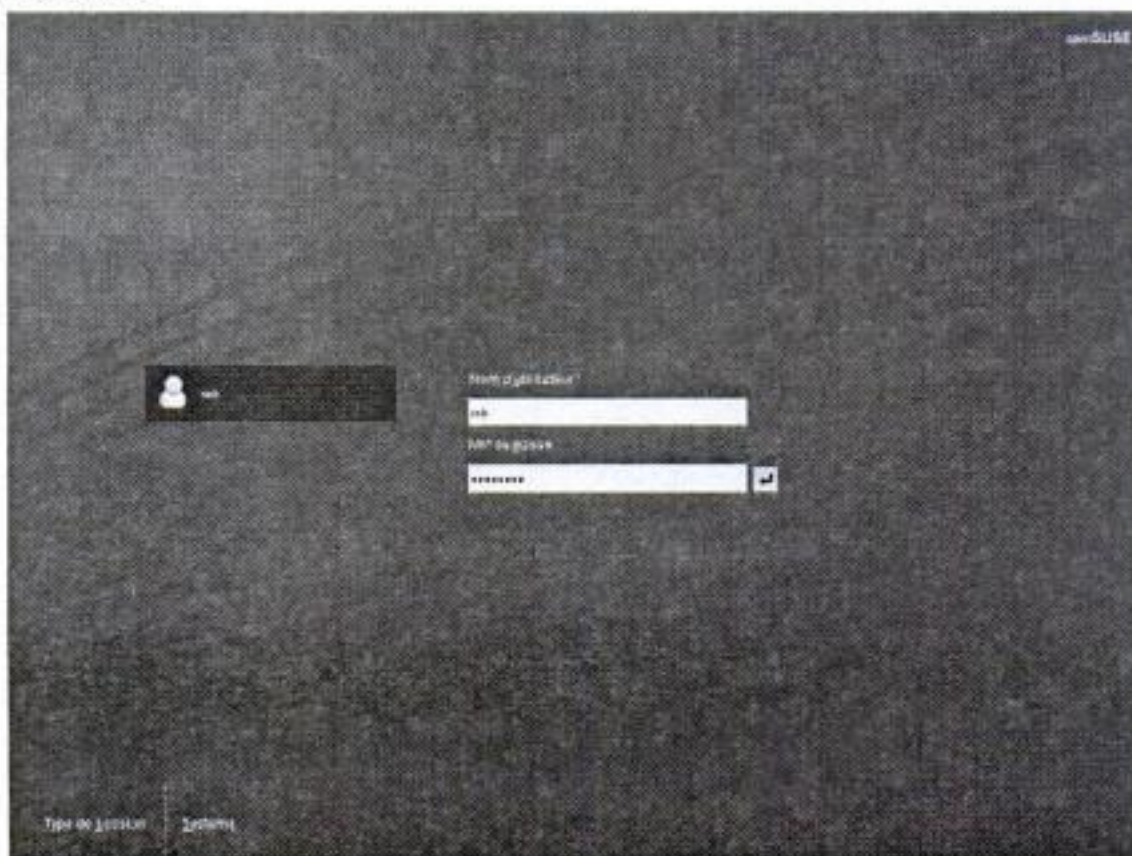 openSUSE
Nom d'utilisateur :
Mot de passe
••••••••
Type de session
Système